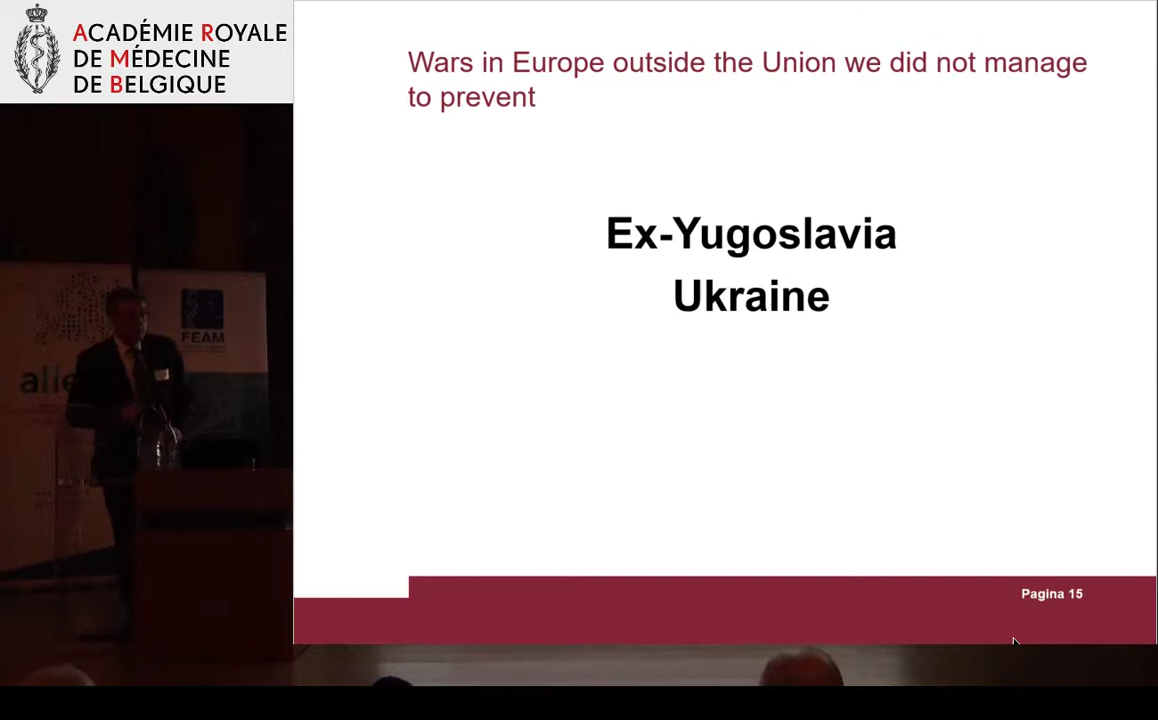 ACADÉMIE ROYALE
DE MÉDECINE
DE BELGIQUE
Wars in Europe outside the Union we did not manage
to prevent
Ex-Yugoslavia
Ukraine
FEAM
Pagina 15